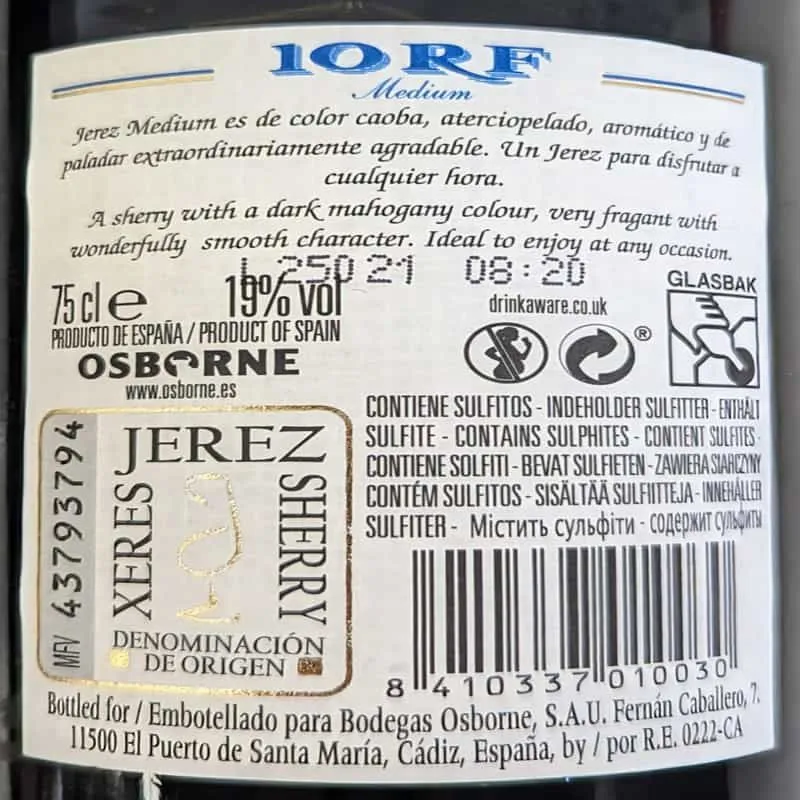 10RF
Medium
Jerez Medium es de color caoba, aterciopelado, aromático y de
paladar extraordinariamente agradable. Un Jerez para disfrutar a
cualquier hora.
A sherry with a dark mahogany colour, very fragant with
wonderfully smooth character. Ideal to enjoy at any occasion.
L 250 21 08:20
75 cl e 19% vol
PRODUCTO DE ESPAÑA / PRODUCT OF SPAIN
OSBORNE
www.osborne.es
drinkaware.co.uk
®
GLASBAK
CONTIENE SULFITOS - INDEHOLDER SULFITTER - ENTHÄLT
SULFITE - CONTAINS SULPHITES - CONTIENT SULFITES -
CONTIENE SOLFITI - BEVAT SULFIETEN - ZAWIERA SIARCZYNY
CONTÉM SULFITOS - SISÄLTÄÄ SULFIITTEJA - INNEHÅLLER
SULFITER - Містить сульфіти - содержит сульфиты
MFV 43793794
JEREZ
XERES
SHERRY
DENOMINACIÓN
DE ORIGEN
8 410337 010030
Bottled for / Embotellado para Bodegas Osborne, S.A.U. Fernán Caballero, 7.
11500 El Puerto de Santa María, Cádiz, España, by / por R.E. 0222-CA